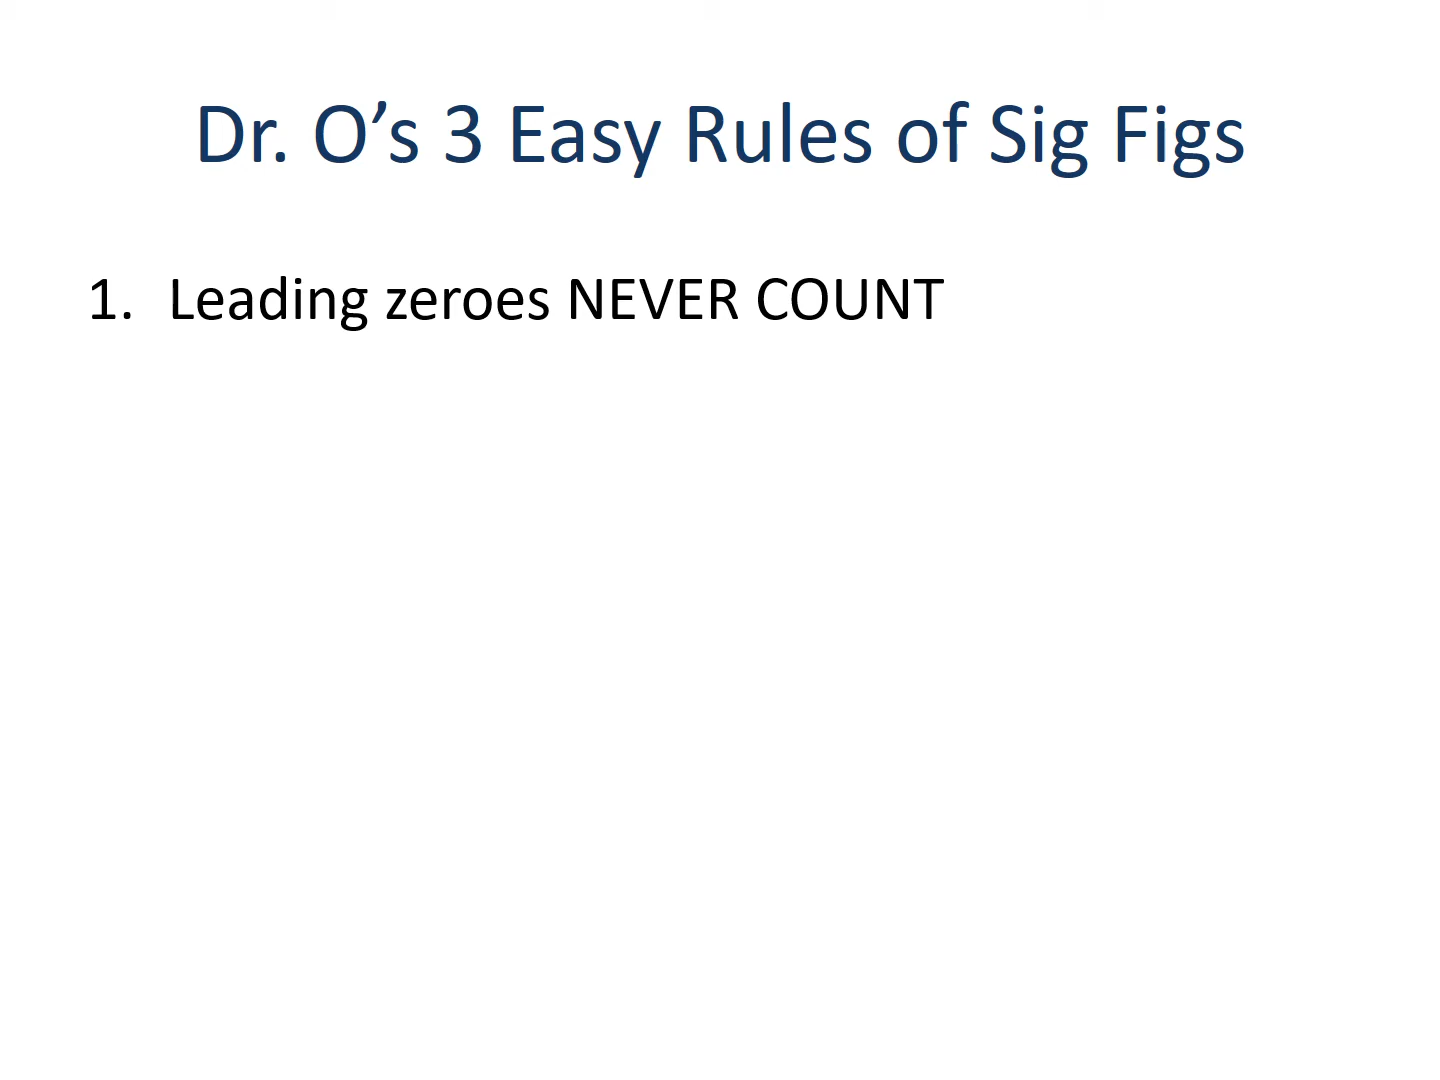 Dr. O’s 3 Easy Rules of Sig Figs
1. Leading zeroes NEVER COUNT